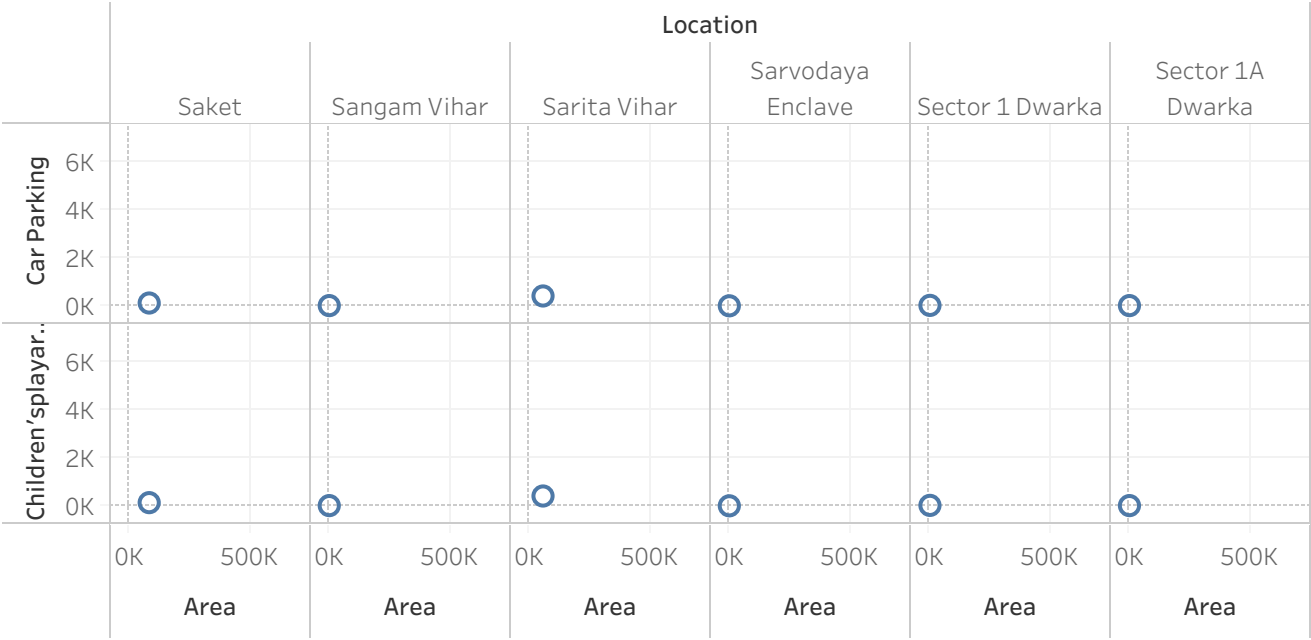 Location
Saket
Sangam Vihar
Sarita Vihar
Sarvodaya
Enclave
Sector 1 Dwarka
Sector 1A
Dwarka
Car Parking
6K
4K
2K
0K
Children'splayar..
6K
4K
2K
0K
0K 500K 0K 500K 0K 500K 0K 500K 0K 500K 0K 500K
Area Area Area Area Area Area